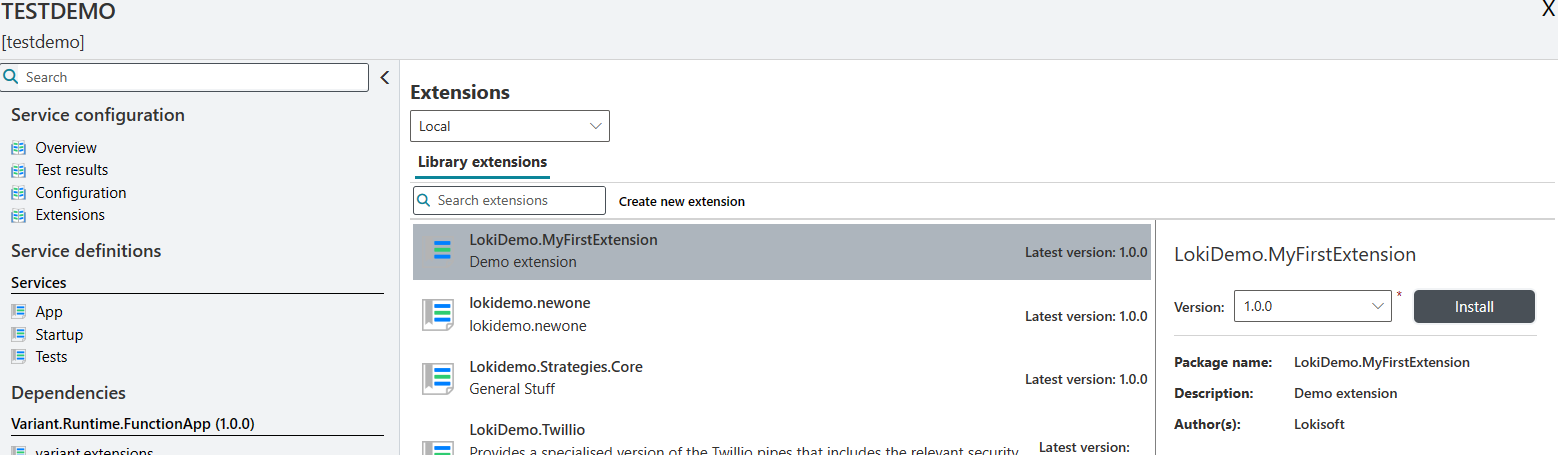 TESTDEMO
X
[testdemo]
Search
Service configuration
Overview
Test results
Configuration
Extensions
Service definitions
Services
App
Startup
Tests
Dependencies
Variant.Runtime.FunctionApp (1.0.0)
variant.extensions
Extensions
Local
Library extensions
Search extensions
Create new extension
LokiDemo.MyFirstExtension
Demo extension
Latest version: 1.0.0
lokidemo.newone
lokidemo.newone
Latest version: 1.0.0
Lokidemo.Strategies.Core
General Stuff
Latest version: 1.0.0
LokiDemo.Twillio
Provides a specialised version of the Twillio pipes that includes the relevant security
Latest version:
LokiDemo.MyFirstExtension
Version: 1.0.0 * Install
Package name: LokiDemo.MyFirstExtension
Description: Demo extension
Author(s): Lokisoft